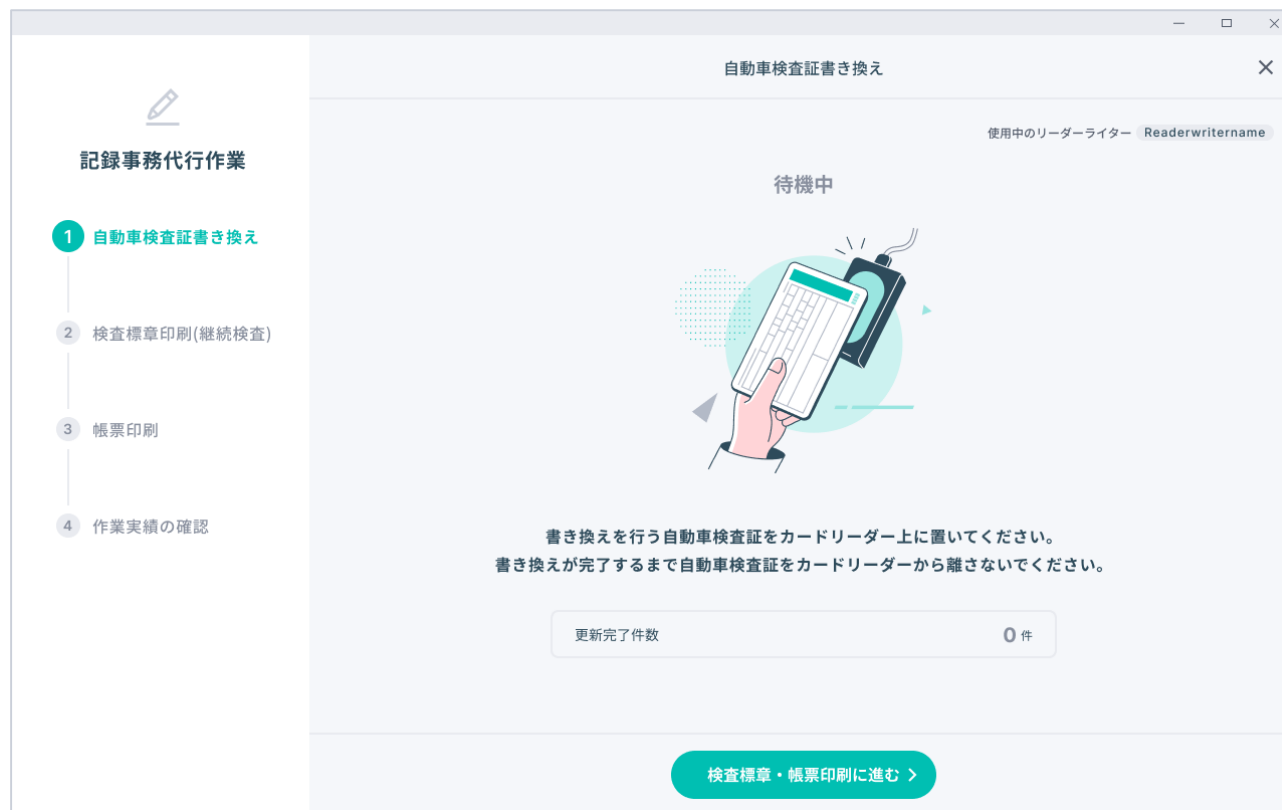 自動車検査証書き換え
記録事務代行作業
1 自動車検査証書き換え
2 検査標章印刷(継続検査)
3 帳票印刷
4 作業実績の確認
使用中のリーダーライター Readerwritername
待機中
書き換えを行う自動車検査証をカードリーダー上に置いてください。
書き換えが完了するまで自動車検査証をカードリーダーから離さないでください。
更新完了件数 0 件
検査標章・帳票印刷に進む